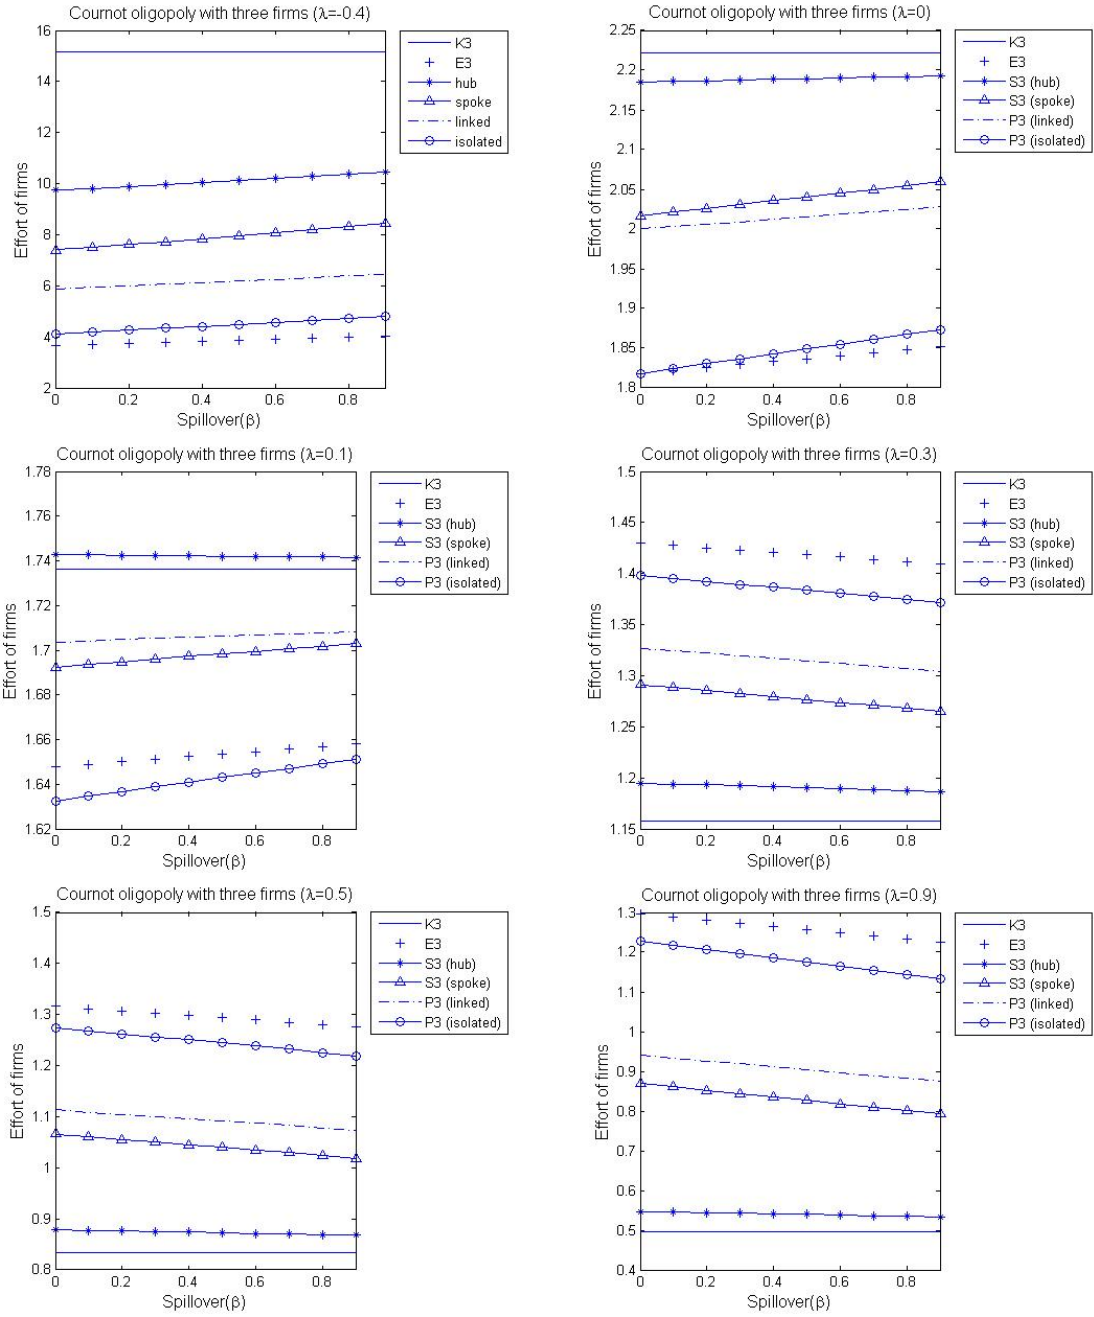 Cournot oligopoly with three firms (λ=-0.4)
16
14
12
10
8
6
4
2
0
0.2
0.4
0.6
0.8
Effort of firms
Spillover(β)
K3
E3
hub
spoke
linked
isolated
Cournot oligopoly with three firms (λ=0)
2.25
2.2
2.15
2.1
2.05
2
1.95
1.9
1.85
1.8
0
0.2
0.4
0.6
0.8
Effort of firms
Spillover(β)
K3
E3
S3 (hub)
S3 (spoke)
P3 (linked)
P3 (isolated)
Cournot oligopoly with three firms (λ=0.1)
1.78
1.76
1.74
1.72
1.7
1.68
1.66
1.64
1.62
0
0.2
0.4
0.6
0.8
Effort of firms
Spillover(β)
K3
E3
S3 (hub)
S3 (spoke)
P3 (linked)
P3 (isolated)
Cournot oligopoly with three firms (λ=0.3)
1.5
1.45
1.4
1.35
1.3
1.25
1.2
1.15
0
0.2
0.4
0.6
0.8
Effort of firms
Spillover(β)
K3
E3
S3 (hub)
S3 (spoke)
P3 (linked)
P3 (isolated)
Cournot oligopoly with three firms (λ=0.5)
1.5
1.4
1.3
1.2
1.1
1
0.9
0.8
0
0.2
0.4
0.6
0.8
Effort of firms
Spillover(β)
K3
E3
S3 (hub)
S3 (spoke)
P3 (linked)
P3 (isolated)
Cournot oligopoly with three firms (λ=0.9)
1.3
1.2
1.1
1
0.9
0.8
0.7
0.6
0.5
0.4
0
0.2
0.4
0.6
0.8
Effort of firms
Spillover(β)
K3
E3
S3 (hub)
S3 (spoke)
P3 (linked)
P3 (isolated)